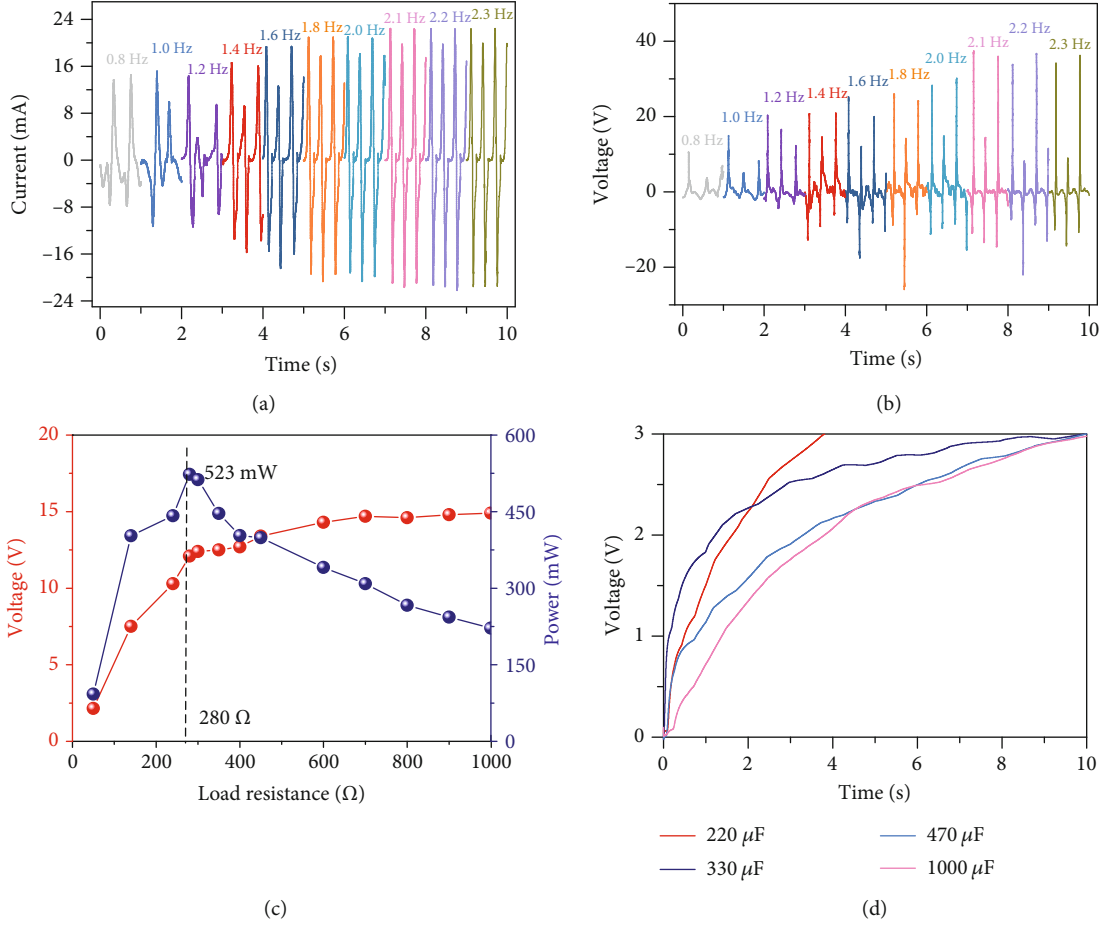 24
16
8
0
−8
−16
−24
Current (mA)
0.8 Hz
1.0 Hz
1.2 Hz
1.4 Hz
1.6 Hz
1.8 Hz
2.0 Hz
2.1 Hz
2.2 Hz
2.3 Hz
0 2 4 6 8 10
Time (s)
(a)
40
20
0
−20
Voltage (V)
0.8 Hz
1.0 Hz
1.2 Hz
1.4 Hz
1.6 Hz
1.8 Hz
2.0 Hz
2.1 Hz
2.2 Hz
2.3 Hz
0 2 4 6 8 10
Time (s)
(b)
20
15
10
5
0
Voltage (V)
523 mW
280 Ω
600
450
300
150
0
Power (mW)
0 200 400 600 800 1000
Load resistance (Ω)
(c)
3
2
1
0
Voltage (V)
0 2 4 6 8 10
Time (s)
220 μF
470 μF
330 μF
1000 μF
(d)